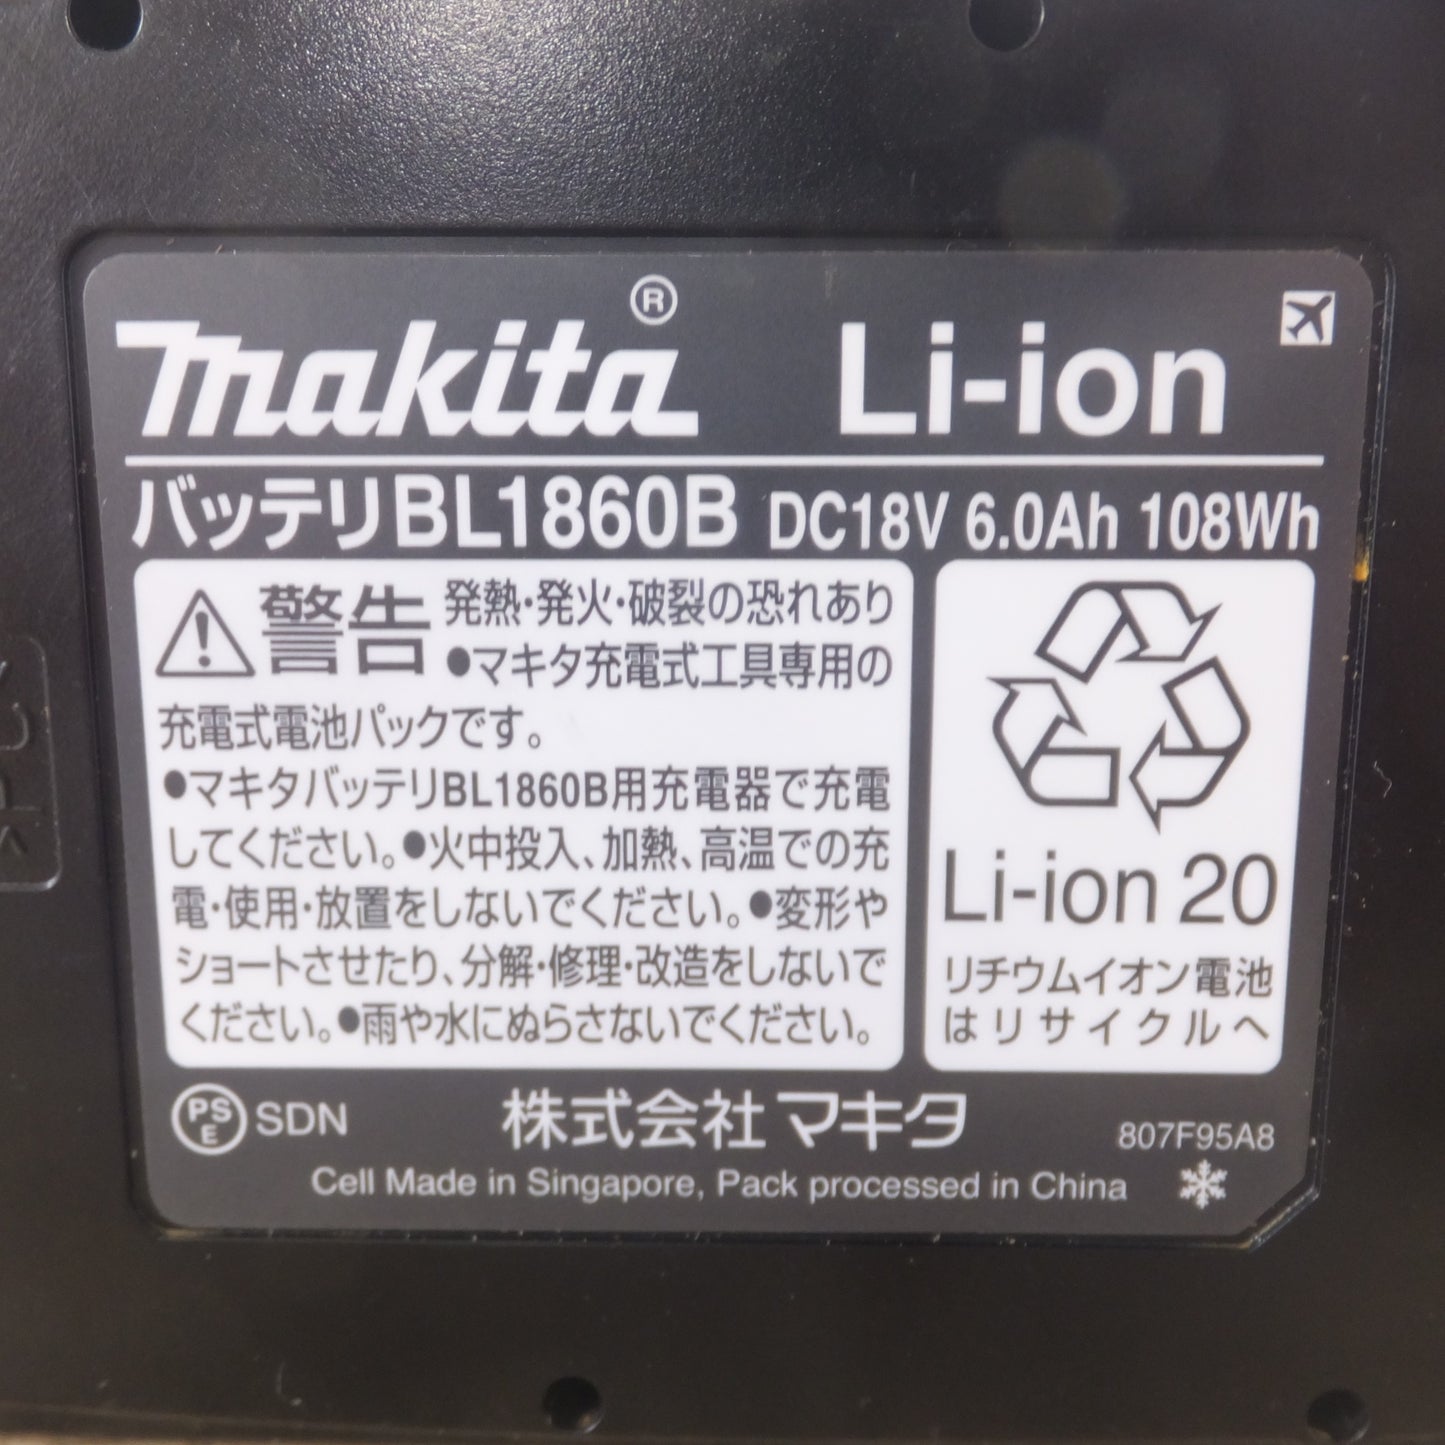 makita® Li-ion
バッテリBL1860B DC18V 6.0Ah 108Wh
警告 発熱・発火・破裂の恐れあり
●マキタ充電式工具専用の
充電式電池パックです。
●マキタバッテリBL1860B用充電器で充電
してください。●火中投入、加熱、高温での充
電・使用・放置をしないでください。●変形や
ショートさせたり、分解・修理・改造をしないで
ください。●雨や水にぬらさないでください。
Li-ion 20
リチウムイオン電池
はリサイクルへ
PSE SDN 株式会社マキタ 807F95A8
Cell Made in Singapore, Pack processed in China